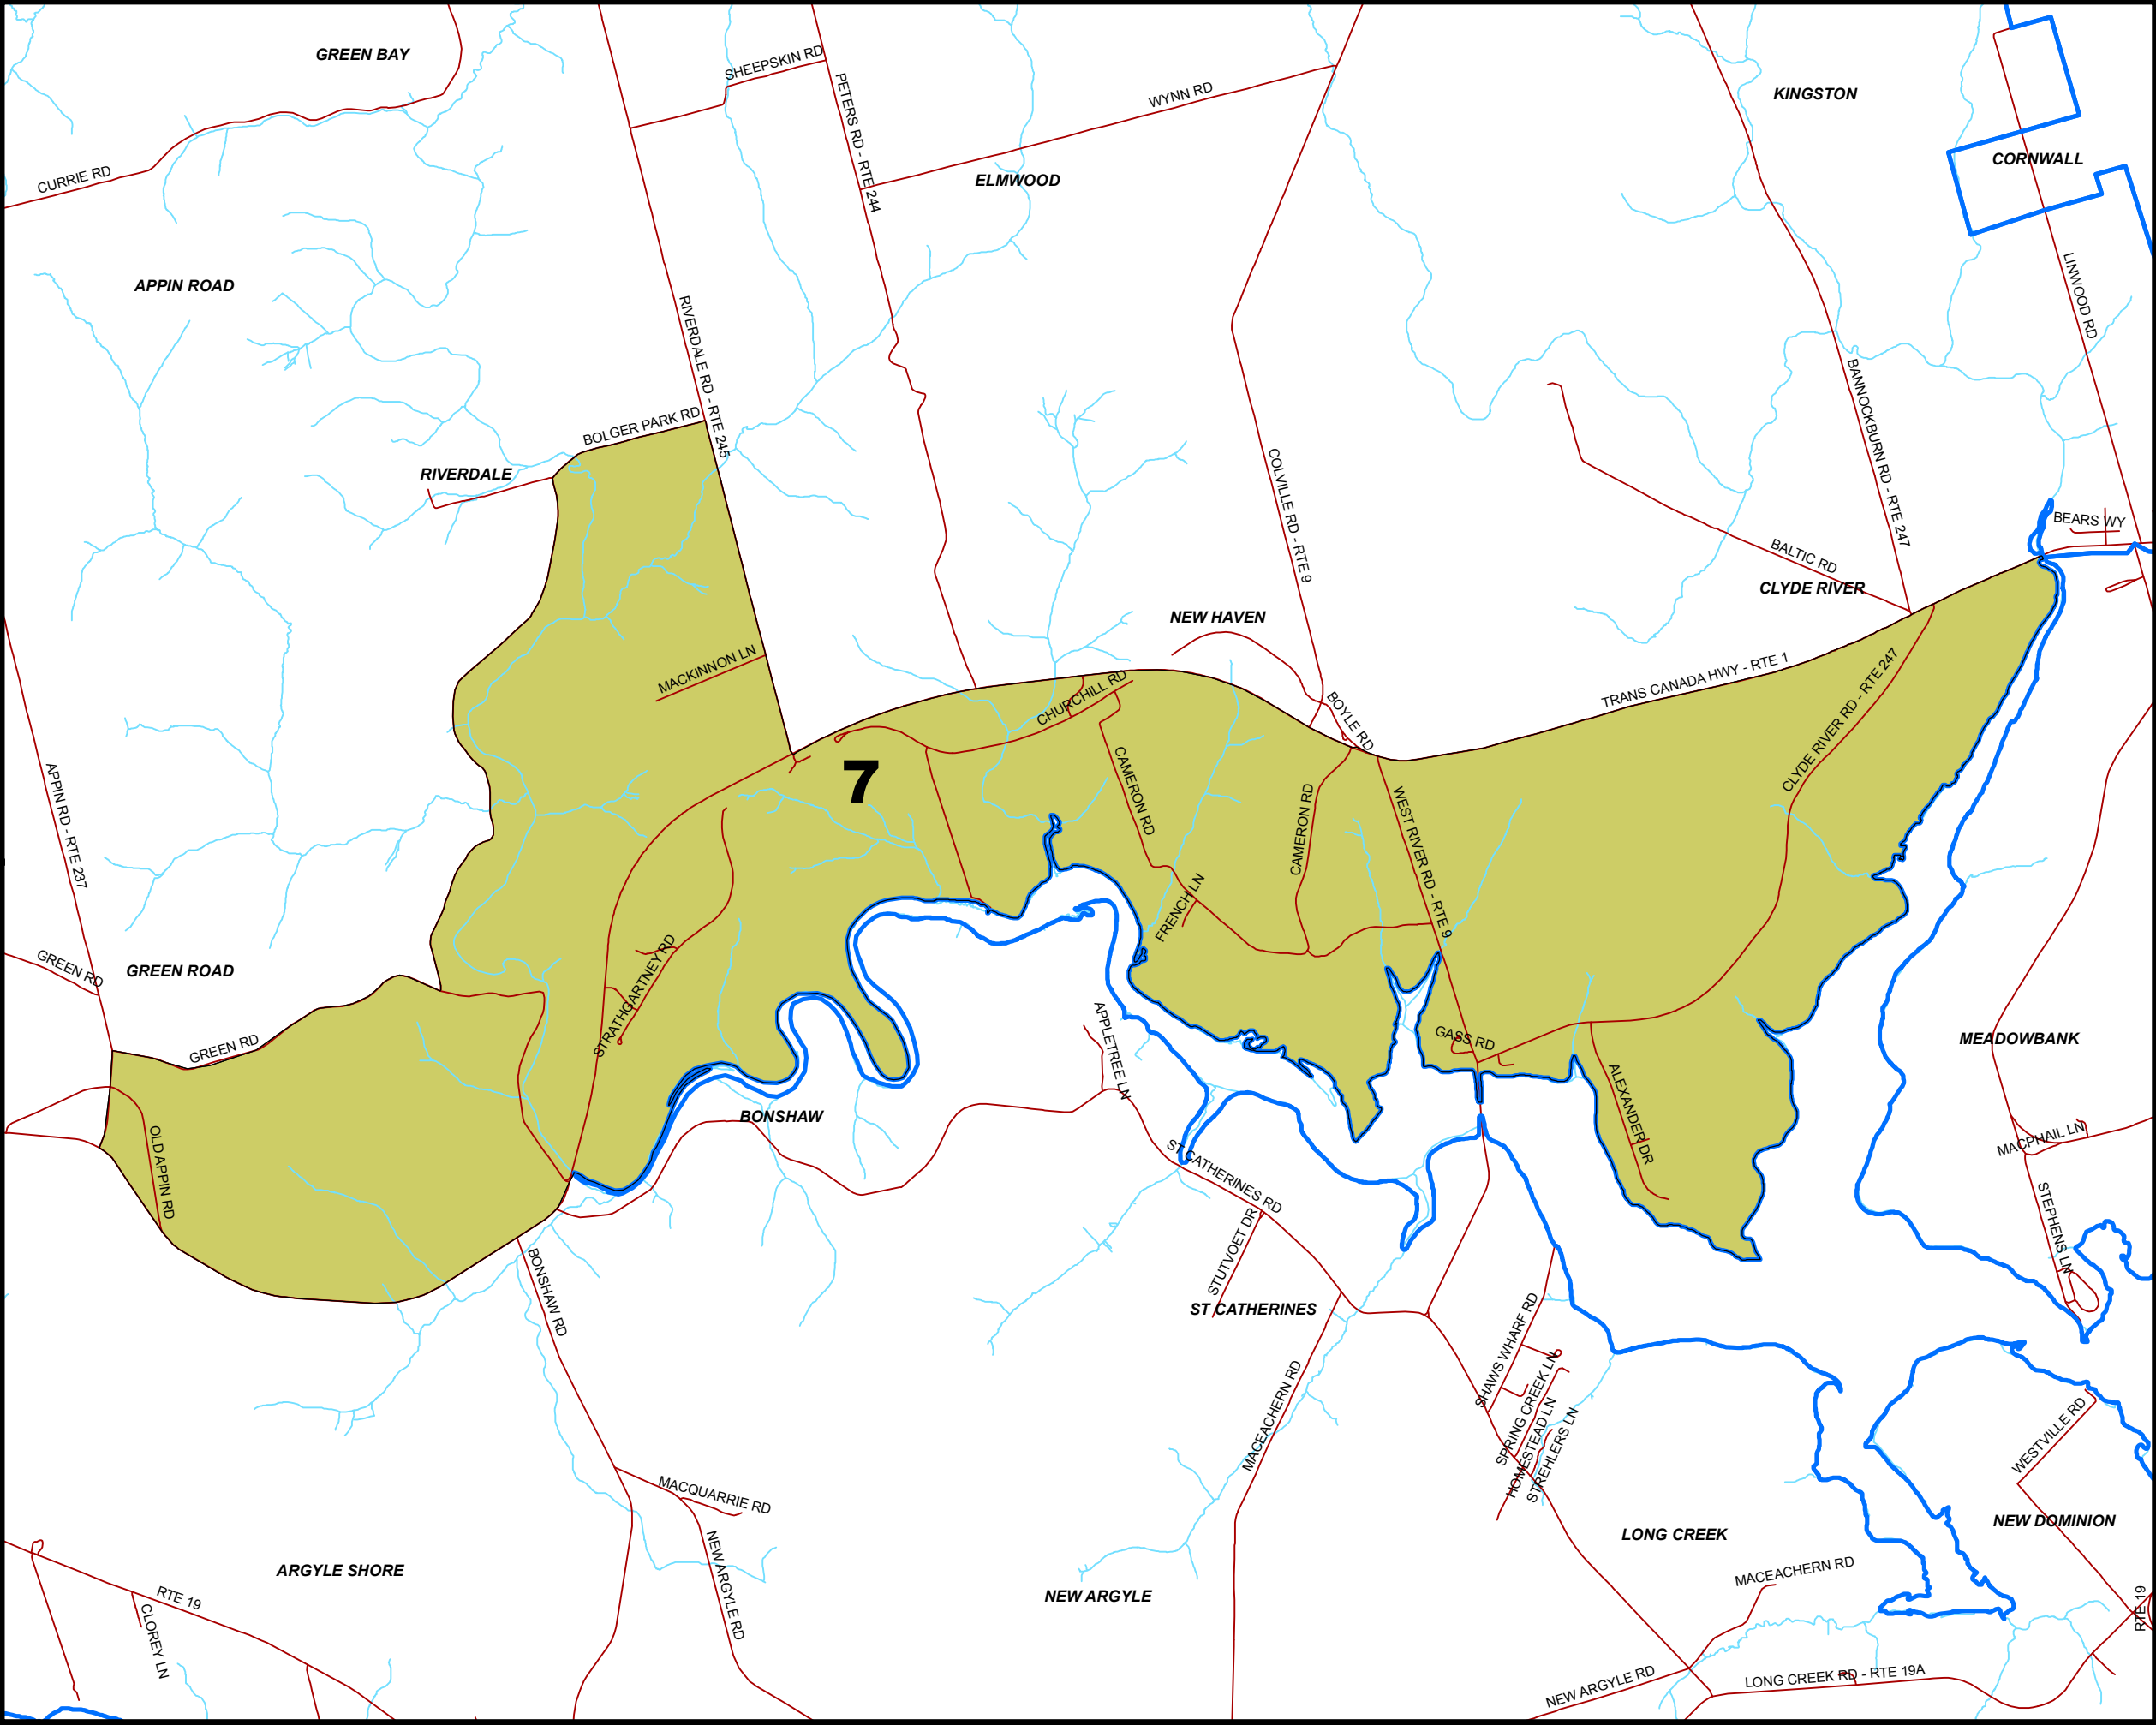 GREEN BAY
SHEEPSKIN RD
PETERS RD - RTE 244
WYNN RD
KINGSTON
CORNWALL
CURRIE RD
ELMWOOD
APPIN ROAD
LINWOOD RD
RIVERDALE RD - RTE 245
BOLGER PARK RD
RIVERDALE
COLVILLE RD - RTE 9
BANNOCKBURN RD - RTE 247
BEARS WY
BALTIC RD
CLYDE RIVER
NEW HAVEN
MACKINNON LN
CHURCHILL RD
BOYLE RD
TRANS CANADA HWY - RTE 1
CLYDE RIVER RD - RTE 247
7
APPIN RD - RTE 237
CAMERON RD
CAMERON RD
WEST RIVER RD - RTE 9
FRENCH LN
GREEN RD
GREEN ROAD
STRATHGARTNEY RD
GREEN RD
APPLETREE LN
GASS RD
MEADOWBANK
ALEXANDER DR
BONSHAW
OLD APPIN RD
ST CATHERINES RD
MACPHAIL LN
STEPHENS LN
STUTVOET DR
BONSHAW RD
ST CATHERINES
SHAWS WHARF RD
MACEACHERN RD
SPRING CREEK LN
HOMESTEAD LN
STREHLERS LN
WESTVILLE RD
MACQUARRIE RD
NEW ARGYLE RD
LONG CREEK
NEW DOMINION
ARGYLE SHORE
RTE 19
CLOREY LN
NEW ARGYLE
MACEACHERN RD
RTE 19
NEW ARGYLE RD
LONG CREEK RD - RTE 19A